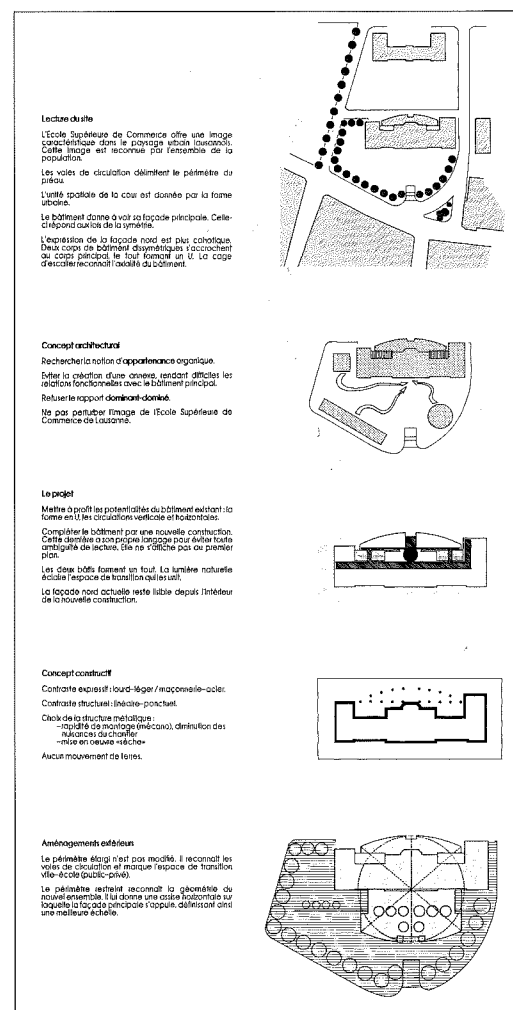 Lecture du site
L'Ecole Supérieure de Commerce offre une image
caractéristique dans le paysage urbain lausannois.
Cette image est reconnue par l'ensemble de la
population.
Les voies de circulation délimitent le périmètre du
préau.
L'unité spatiale de la cour est donnée par la forme
urbaine.
Le bâtiment donne à voir sa façade principale. Celle-
ci répond aux lois de la symétrie.
L'expression de la façade nord est plus cahotique.
Deux corps de bâtiment dissymétriques s'accrochent
au corps principal, le tout formant un U. La cage
d'escaliers reconnaît l'axialité du bâtiment.
Concept architectural
Rechercher la notion d'appartenance organique.
Eviter la création d'une annexe, rendant difficiles les
relations fonctionnelles avec le bâtiment principal.
Refuser le rapport dominant-dominé.
Ne pas perturber l'image de l'Ecole Supérieure de
Commerce de Lausanne.
Le projet
Mettre à profit les potentialités du bâtiment existant : la
forme en U, les circulations verticale et horizontales.
Compléter le bâtiment par une nouvelle construction.
Cette dernière a son propre langage pour éviter toute
ambiguïté de lecture. Elle ne s'affiche pas au premier
plan.
Les deux bâtis forment un tout. La lumière naturelle
éclaire l'espace de transition qui les unit.
La façade nord actuelle reste lisible depuis l'intérieur
de la nouvelle construction.
Concept constructif
Contraste expressif : lourd-léger / maçonnerie-acier.
Contraste structurel : linéaire-ponctuel.
Choix de la structure métallique :
–rapidité de montage (mécano), diminution des
nuisances du chantier
–mise en oeuvre «sèche»
Aucun mouvement de terres.
Aménagements extérieurs
Le périmètre élargi n'est pas modifié. Il reconnaît les
voies de circulation et marque l'espace de transition
ville-école (public-privé).
Le périmètre restreint reconnaît la géométrie du
nouvel ensemble. Il lui donne une assise horizontale sur
laquelle la façade principale s'appuie, définissant ainsi
une meilleure échelle.